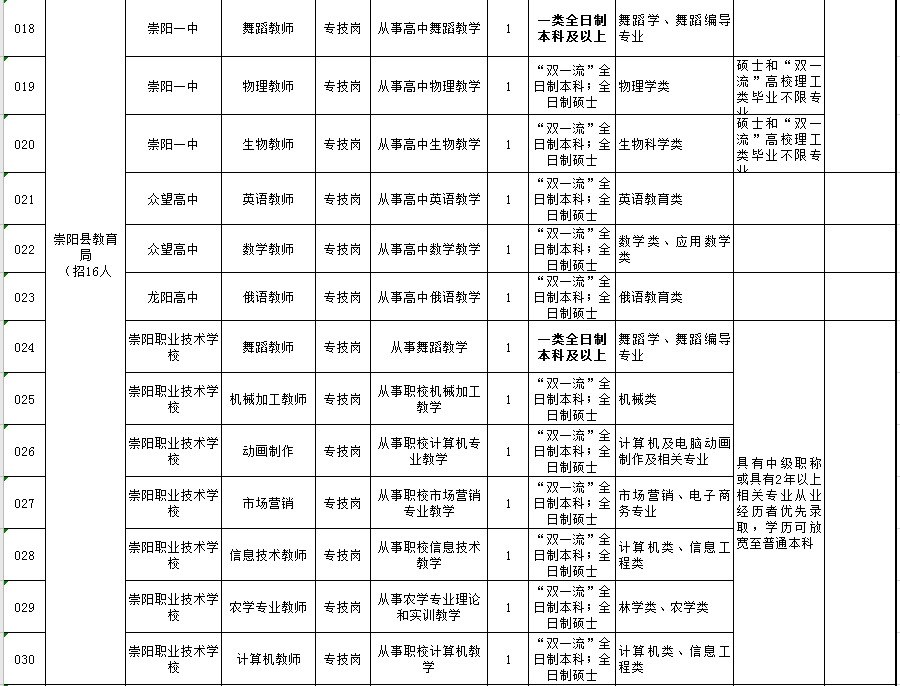 018
崇阳一中
舞蹈教师
专技岗
从事高中舞蹈教学
1
一类全日制
本科及以上
舞蹈学、舞蹈编导
专业
019
崇阳一中
物理教师
专技岗
从事高中物理教学
1
“双一流”全
日制本科；全
日制硕士
物理学类
硕士和“双一
流”高校理工
类毕业不限专
业
020
崇阳一中
生物教师
专技岗
从事高中生物教学
1
“双一流”全
日制本科；全
日制硕士
生物科学类
硕士和“双一
流”高校理工
类毕业不限专
业
崇阳县教育
局
（招16人
021
众望高中
英语教师
专技岗
从事高中英语教学
1
“双一流”全
日制本科；全
日制硕士
英语教育类
022
众望高中
数学教师
专技岗
从事高中数学教学
1
“双一流”全
日制本科；全
日制硕士
数学类、应用数学
类
023
龙阳高中
俄语教师
专技岗
从事高中俄语教学
1
“双一流”全
日制本科；全
日制硕士
俄语教育类
024
崇阳职业技术学
校
舞蹈教师
专技岗
从事舞蹈教学
1
一类全日制
本科及以上
舞蹈学、舞蹈编导
专业
025
崇阳职业技术学
校
机械加工教师
专技岗
从事职校机械加工
教学
1
“双一流”全
日制本科；全
日制硕士
机械类
026
崇阳职业技术学
校
动画制作
专技岗
从事职校计算机专
业教学
1
“双一流”全
日制本科；全
日制硕士
计算机及电脑动画
制作及相关专业
具有中级职称
或具有2年以上
相关专业从业
经历者优先录
取，学历可放
宽至普通本科
027
崇阳职业技术学
校
市场营销
专技岗
从事职校市场营销
专业教学
1
“双一流”全
日制本科；全
日制硕士
市场营销、电子商
务专业
028
崇阳职业技术学
校
信息技术教师
专技岗
从事职校信息技术
教学
1
“双一流”全
日制本科；全
日制硕士
计算机类、信息工
程类
029
崇阳职业技术学
校
农学专业教师
专技岗
从事农学专业理论
和实训教学
1
“双一流”全
日制本科；全
日制硕士
林学类、农学类
030
崇阳职业技术学
校
计算机教师
专技岗
从事职校计算机教
学
1
“双一流”全
日制本科；全
日制硕士
计算机类、信息工
程类